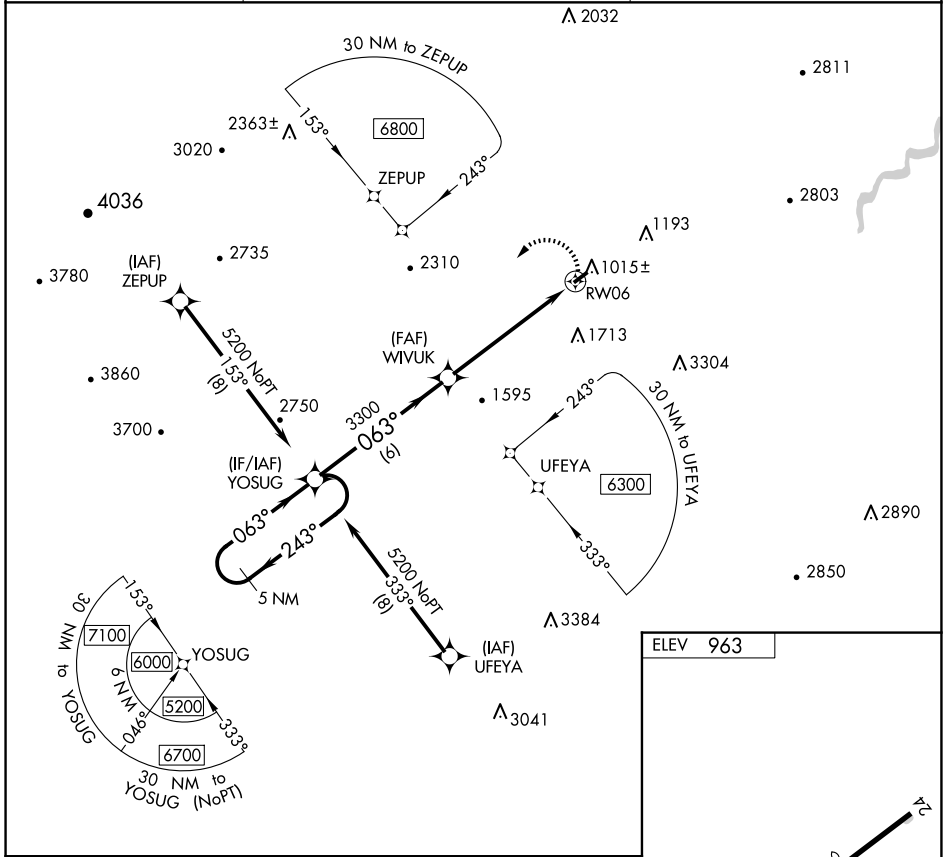 2032
30 NM to ZEPUP
2811
2363±
153°
6800
3020
243°
ZEPUP
4036
2803
1193
(IAF)
ZEPUP
2735
2310
1015±
RW06
3780
5200 NoPT
153°
(8)
(FAF)
WIVUK
1713
3304
3860
2750
3300
063°
(6)
1595
243°
30 NM to UFEYA
3700
(IF/IAF)
YOSUG
UFEYA
6300
063°
243°
2890
333°
5200 NoPT
333°
(8)
5 NM
2850
153°
30 NM to YOSUG
7100
6000
YOSUG
6 NM
5200
046°
333°
6700
30 NM to
YOSUG (NoPT)
3384
(IAF)
UFEYA
3041
ELEV 963
24